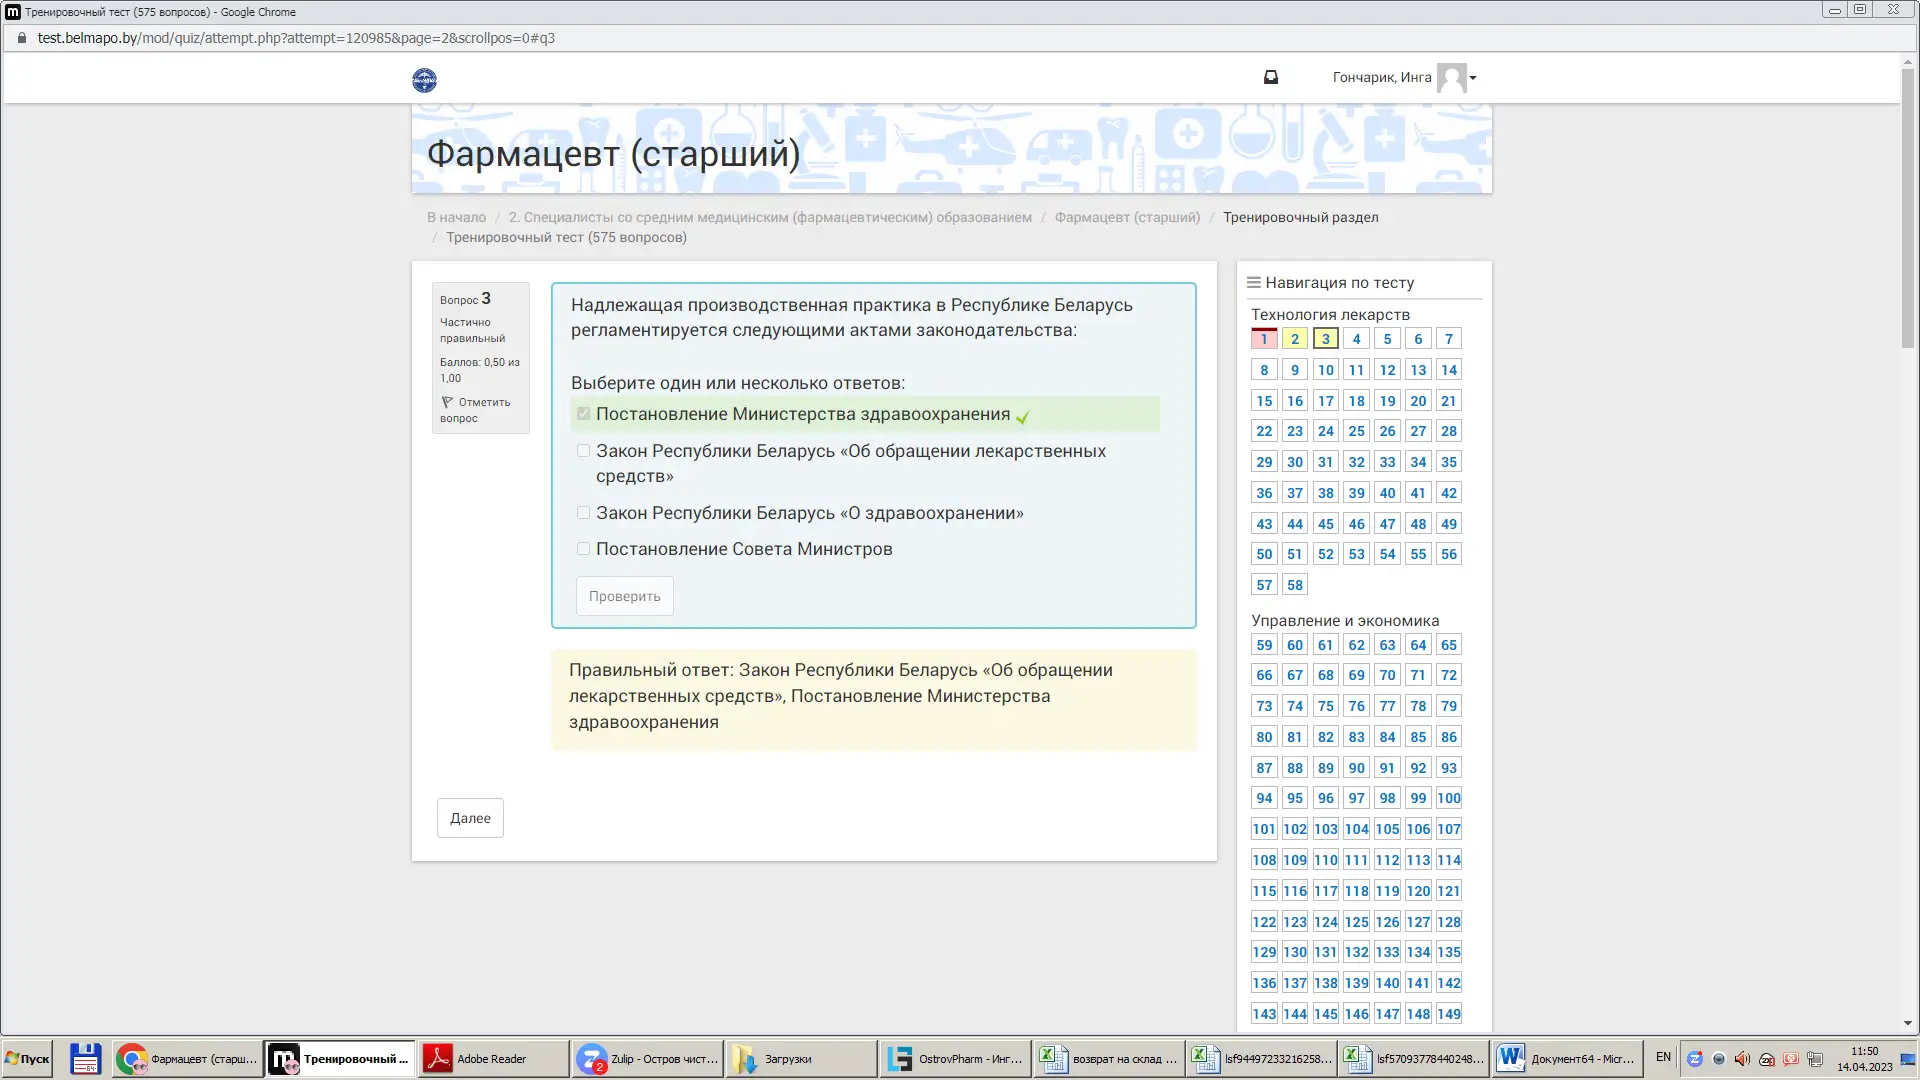 Тренировочный тест (575 вопросов) - Google Chrome
test.belmapo.by/mod/quiz/attempt.php?attempt=120985&page=2&scrollpos=0#q3
Гончарик, Инга
Фармацевт (старший)
В начало / 2. Специалисты со средним медицинским (фармацевтическим) образованием / Фармацевт (старший) / Тренировочный раздел
/ Тренировочный тест (575 вопросов)
Вопрос 3
Частично
правильный
Баллов: 0,50 из
1,00
Отметить
вопрос
Надлежащая производственная практика в Республике Беларусь
регламентируется следующими актами законодательства:
Выберите один или несколько ответов:
Постановление Министерства здравоохранения
Закон Республики Беларусь «Об обращении лекарственных
средств»
Закон Республики Беларусь «О здравоохранении»
Постановление Совета Министров
Проверить
Правильный ответ: Закон Республики Беларусь «Об обращении
лекарственных средств», Постановление Министерства
здравоохранения
Далее
Навигация по тесту
Технология лекарств
1 2 3 4 5 6 7
8 9 10 11 12 13 14
15 16 17 18 19 20 21
22 23 24 25 26 27 28
29 30 31 32 33 34 35
36 37 38 39 40 41 42
43 44 45 46 47 48 49
50 51 52 53 54 55 56
57 58
Управление и экономика
59 60 61 62 63 64 65
66 67 68 69 70 71 72
73 74 75 76 77 78 79
80 81 82 83 84 85 86
87 88 89 90 91 92 93
94 95 96 97 98 99 100
101 102 103 104 105 106 107
108 109 110 111 112 113 114
115 116 117 118 119 120 121
122 123 124 125 126 127 128
129 130 131 132 133 134 135
136 137 138 139 140 141 142
143 144 145 146 147 148 149
Пуск
Фармацевт (старш...
Тренировочный ...
Adobe Reader
2
Zulip - Остров чист...
Загрузки
OstrovPharm - Инг...
возврат на склад ...
lsf94497233216258...
lsf57093778440248...
Документ64 - Micr...
EN
11:50
14.04.2023